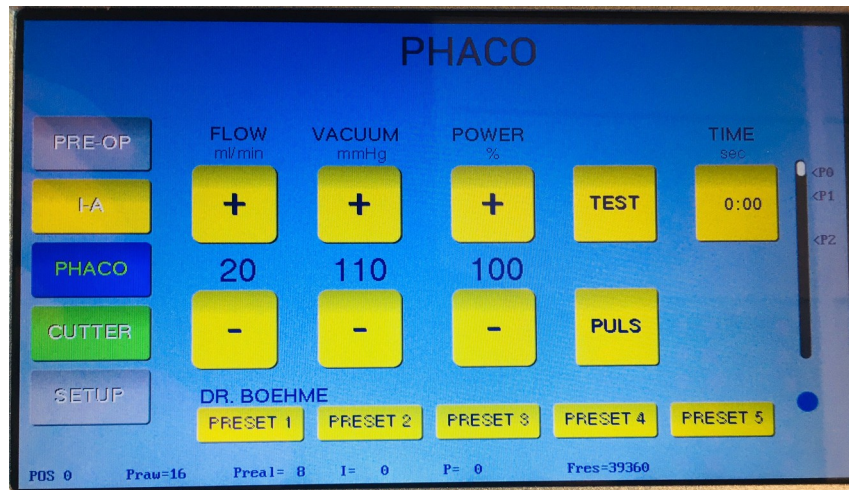 PHACO
PRE-OP
FLOW VACUUM POWER TIME
ml/min mmHg % sec
<P0
I-A + + + TEST 0:00 <P1
<P2
PHACO 20 110 100
CUTTER - - - PULS
SETUP
DR. BOEHME
PRESET 1 PRESET 2 PRESET 3 PRESET 4 PRESET 5
POS 0 Praw=16 Preal= 8 I= 0 P= 0 Fres=39360